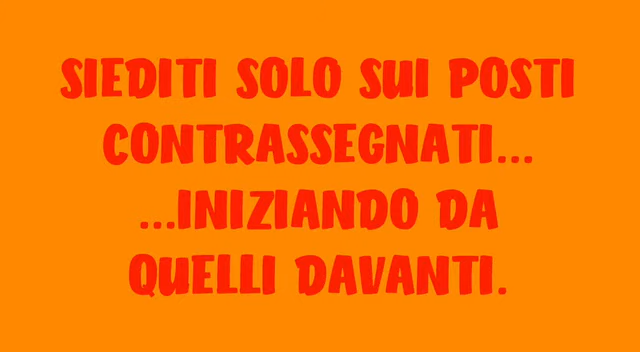 SIEDITI SOLO SUI POSTI
CONTRASSEGNATI...
...INIZIANDO DA
QUELLI DAVANTI.